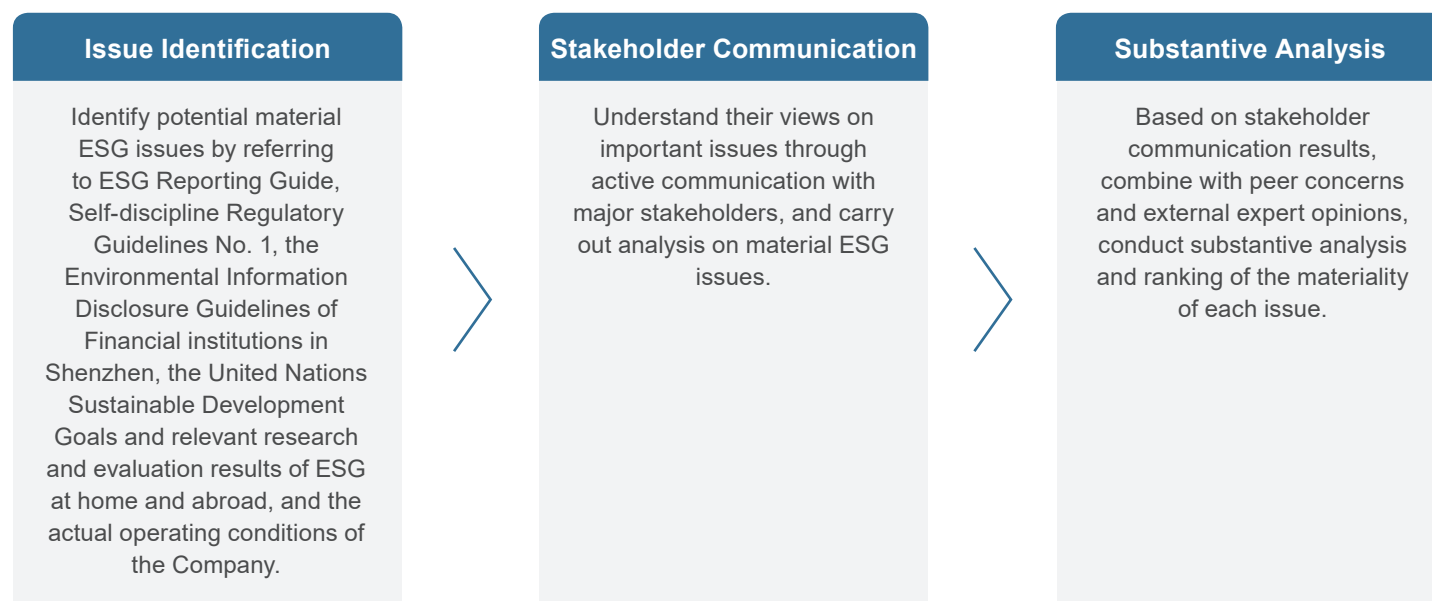 Issue Identification
Identify potential material
ESG issues by referring
to ESG Reporting Guide,
Self-discipline Regulatory
Guidelines No. 1, the
Environmental Information
Disclosure Guidelines of
Financial institutions in
Shenzhen, the United Nations
Sustainable Development
Goals and relevant research
and evaluation results of ESG
at home and abroad, and the
actual operating conditions of
the Company.
Stakeholder Communication
Understand their views on
important issues through
active communication with
major stakeholders, and carry
out analysis on material ESG
issues.
Substantive Analysis
Based on stakeholder
communication results,
combine with peer concerns
and external expert opinions,
conduct substantive analysis
and ranking of the materiality
of each issue.